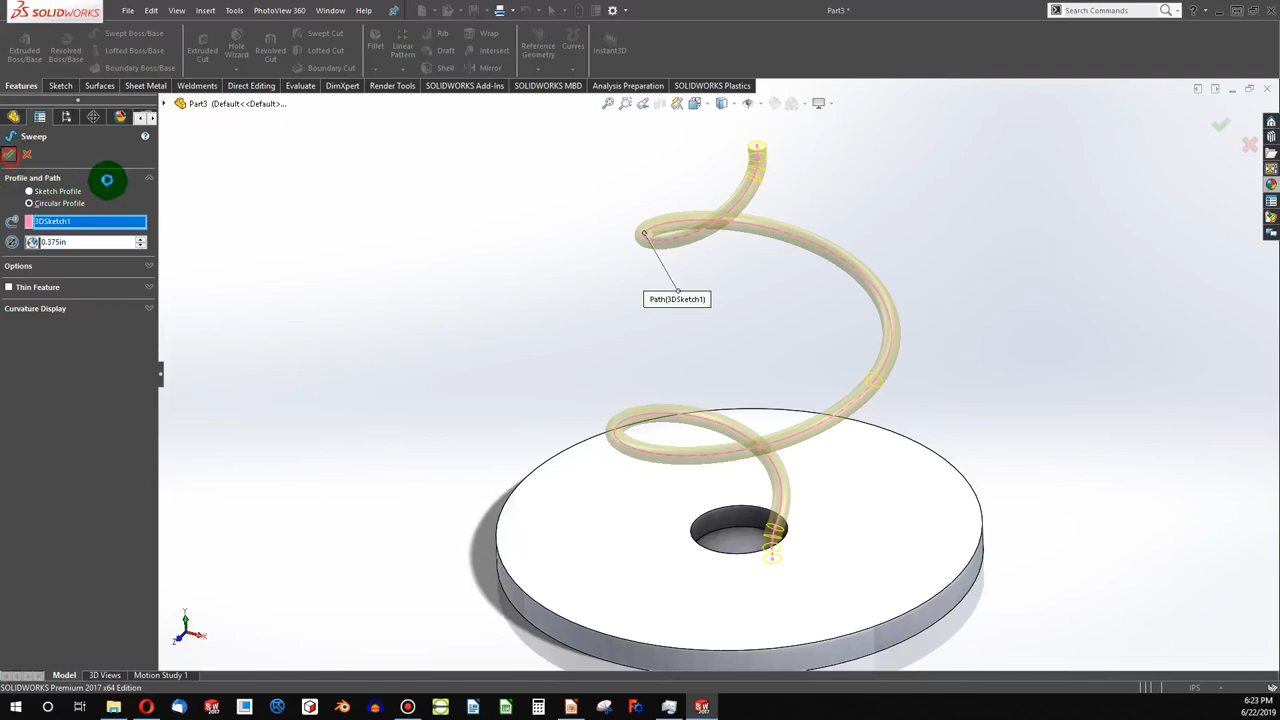 SOLIDWORKS
File Edit View Insert Tools PhotoView 360 Window Help
Part3 *
Search Commands
Extruded Boss/Base
Revolved Boss/Base
Swept Boss/Base
Lofted Boss/Base
Boundary Boss/Base
Extruded Cut
Hole Wizard
Revolved Cut
Swept Cut
Lofted Cut
Boundary Cut
Fillet
Linear Pattern
Rib
Draft
Shell
Wrap
Intersect
Mirror
Reference Geometry
Curves
Instant3D
Features Sketch Surfaces Sheet Metal Weldments Direct Editing Evaluate DimXpert Render Tools SOLIDWORKS Add-Ins SOLIDWORKS MBD Analysis Preparation SOLIDWORKS Plastics
Part3 (Default<<Default>...
Sweep
Profile and Path
Sketch Profile
Circular Profile
3DSketch1
0.375in
Options
Thin Feature
Curvature Display
Path(3DSketch1)
Y
X
Z
Model 3D Views Motion Study 1
SOLIDWORKS Premium 2017 x64 Edition
IPS
6:23 PM
6/22/2019